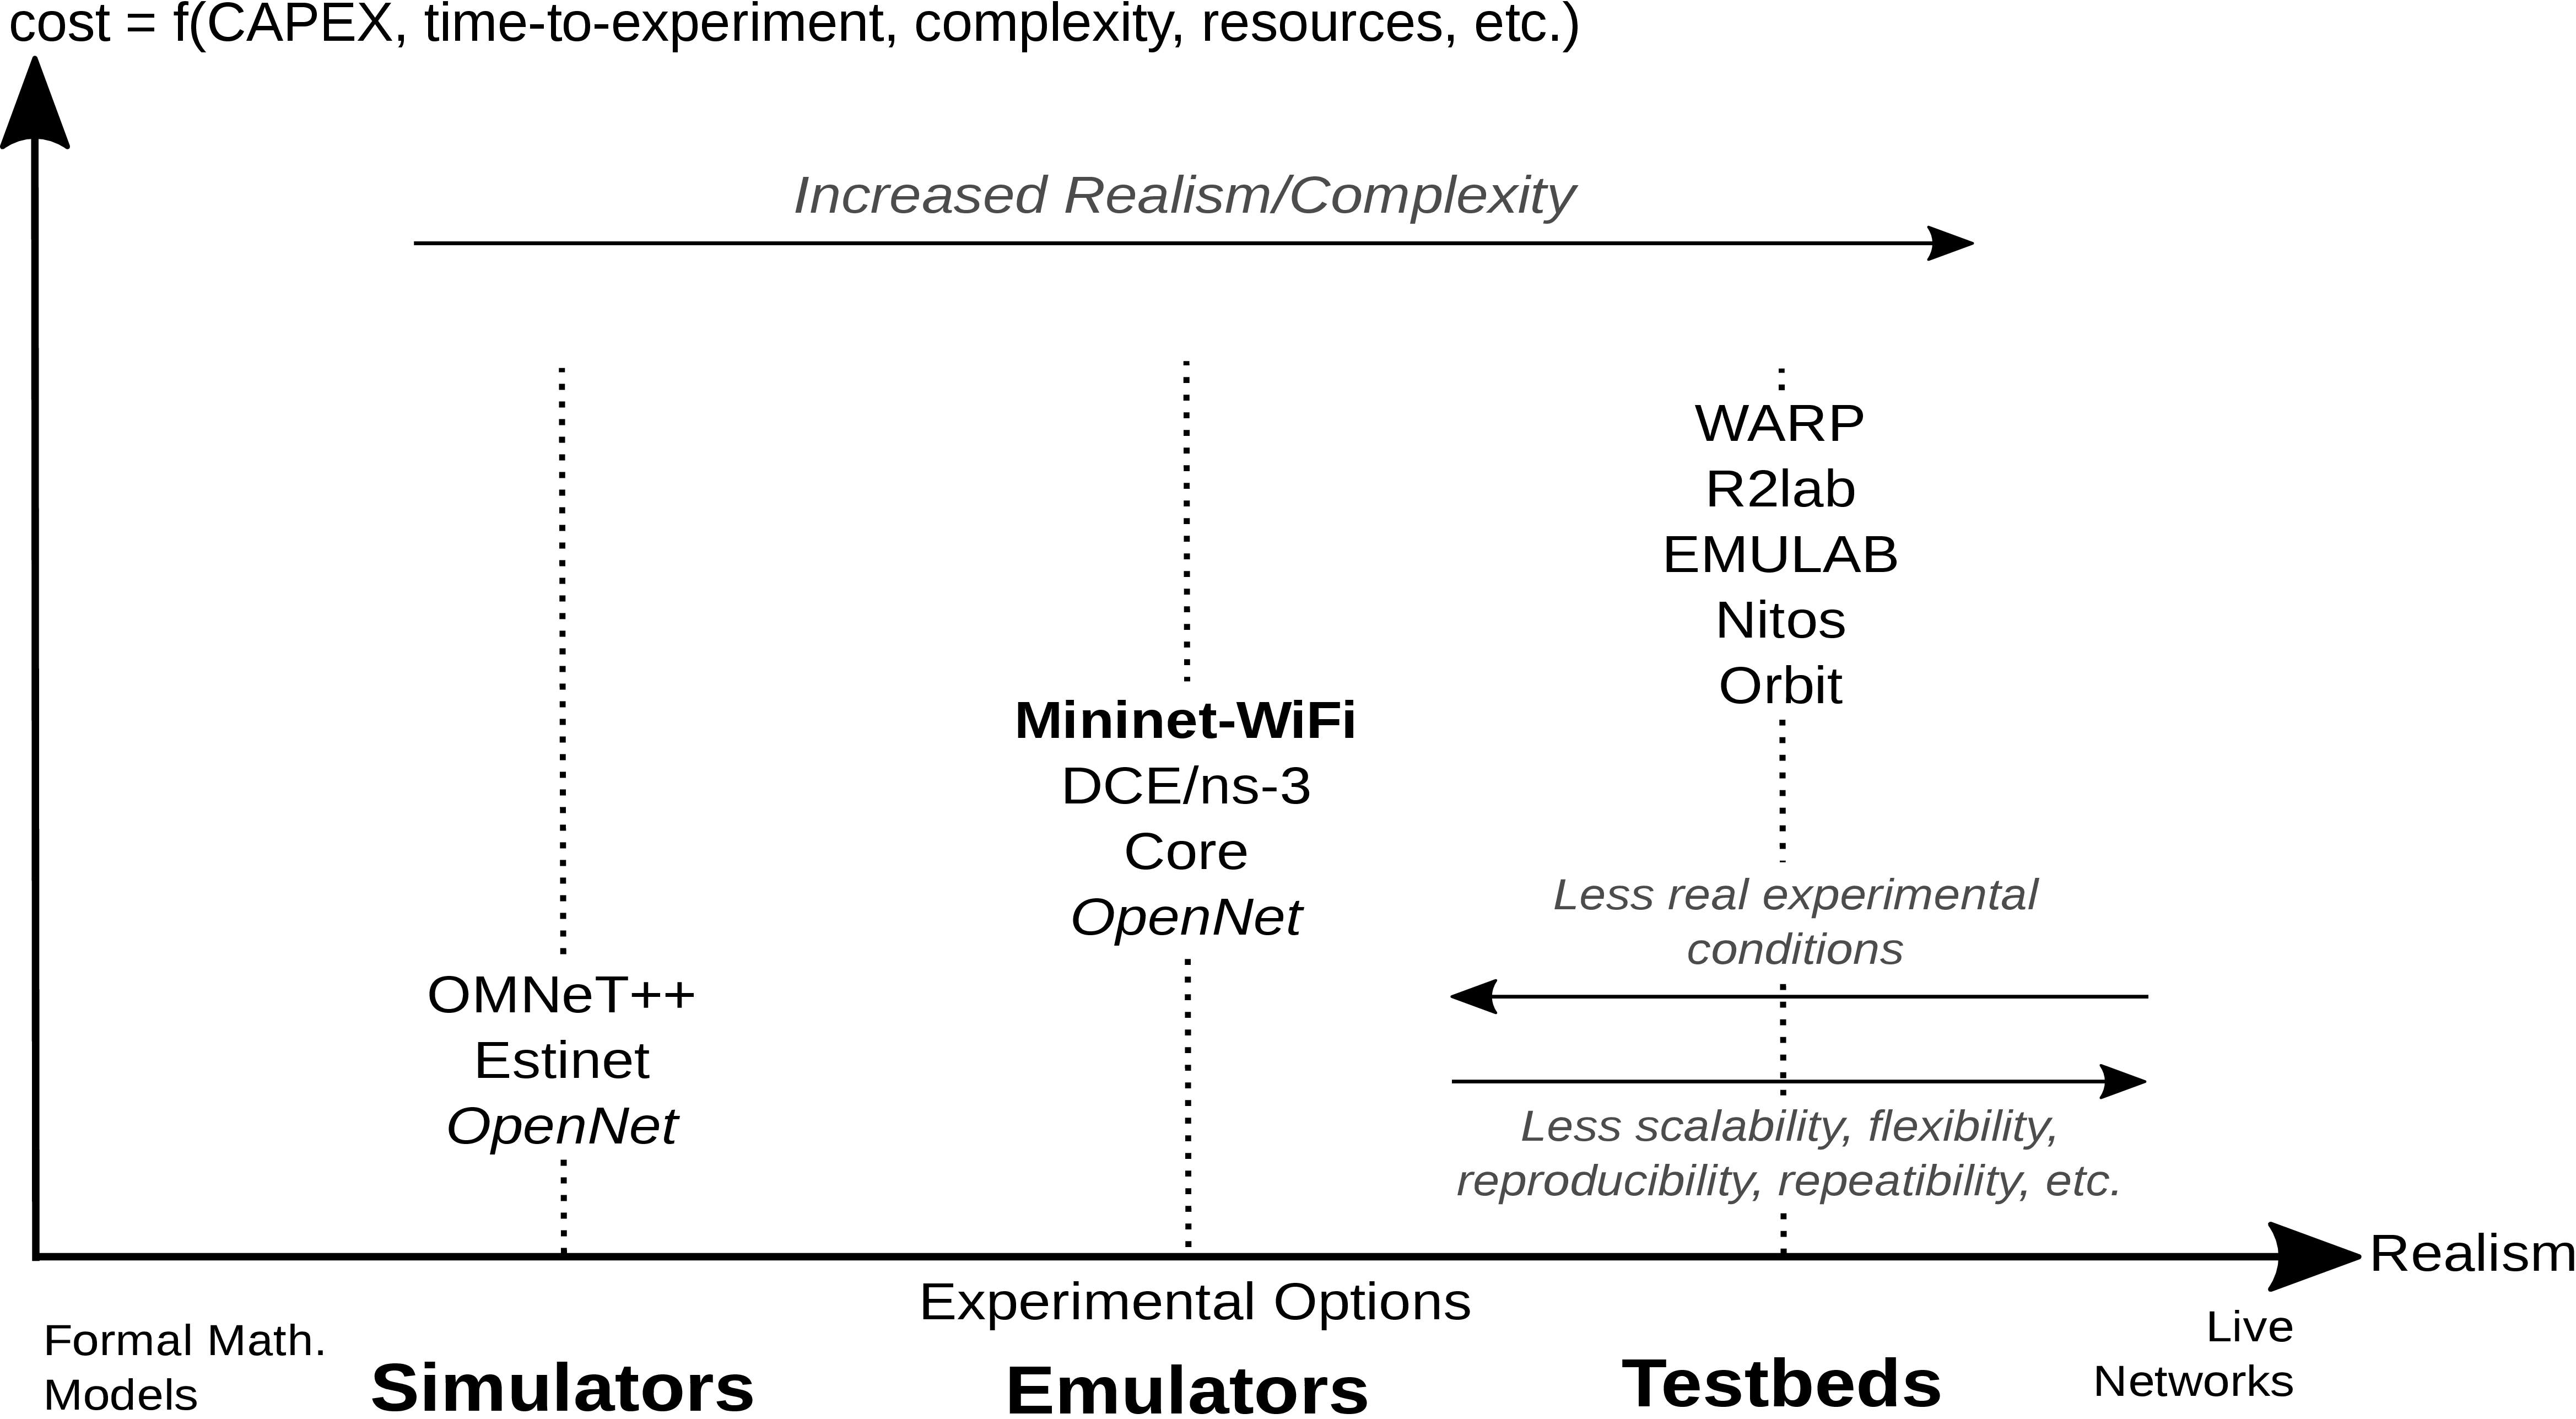 cost = f(CAPEX, time-to-experiment, complexity, resources, etc.)
Increased Realism/Complexity
WARP
R2lab
EMULAB
Nitos
Orbit
Mininet-WiFi
DCE/ns-3
Core
OpenNet
Less real experimental
conditions
OMNeT++
Estinet
OpenNet
Less scalability, flexibility,
reproducibility, repeatibility, etc.
Realism
Experimental Options
Formal Math.
Models
Simulators
Emulators
Testbeds
Live
Networks